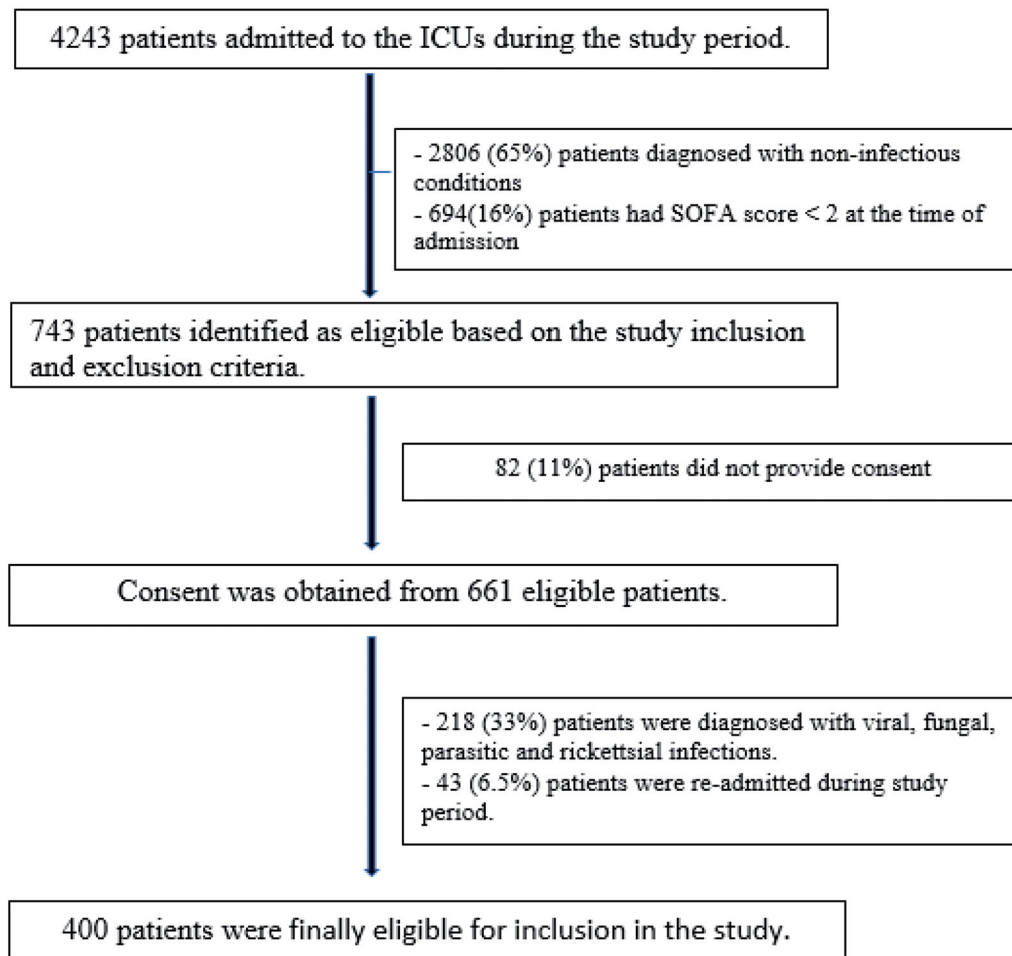 4243 patients admitted to the ICUs during the study period.
- 2806 (65%) patients diagnosed with non-infectious
conditions
- 694(16%) patients had SOFA score < 2 at the time of
admission
743 patients identified as eligible based on the study inclusion
and exclusion criteria.
82 (11%) patients did not provide consent
Consent was obtained from 661 eligible patients.
- 218 (33%) patients were diagnosed with viral, fungal,
parasitic and rickettsial infections.
- 43 (6.5%) patients were re-admitted during study
period.
400 patients were finally eligible for inclusion in the study.